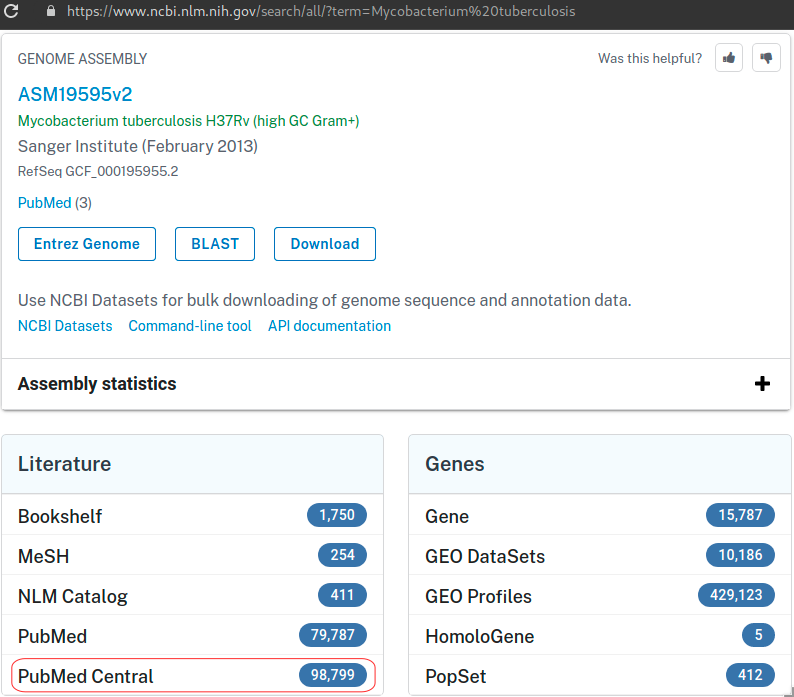 https://www.ncbi.nlm.nih.gov/search/all/?term=Mycobacterium%20tuberculosis
GENOME ASSEMBLY
Was this helpful?
ASM19595v2
Mycobacterium tuberculosis H37Rv (high GC Gram+)
Sanger Institute (February 2013)
RefSeq GCF_000195955.2
PubMed (3)
Entrez Genome BLAST Download
Use NCBI Datasets for bulk downloading of genome sequence and annotation data.
NCBI Datasets Command-line tool API documentation
Assembly statistics
Literature
Bookshelf 1,750
MeSH 254
NLM Catalog 411
PubMed 79,787
PubMed Central 98,799
Genes
Gene 15,787
GEO DataSets 10,186
GEO Profiles 429,123
HomoloGene 5
PopSet 412